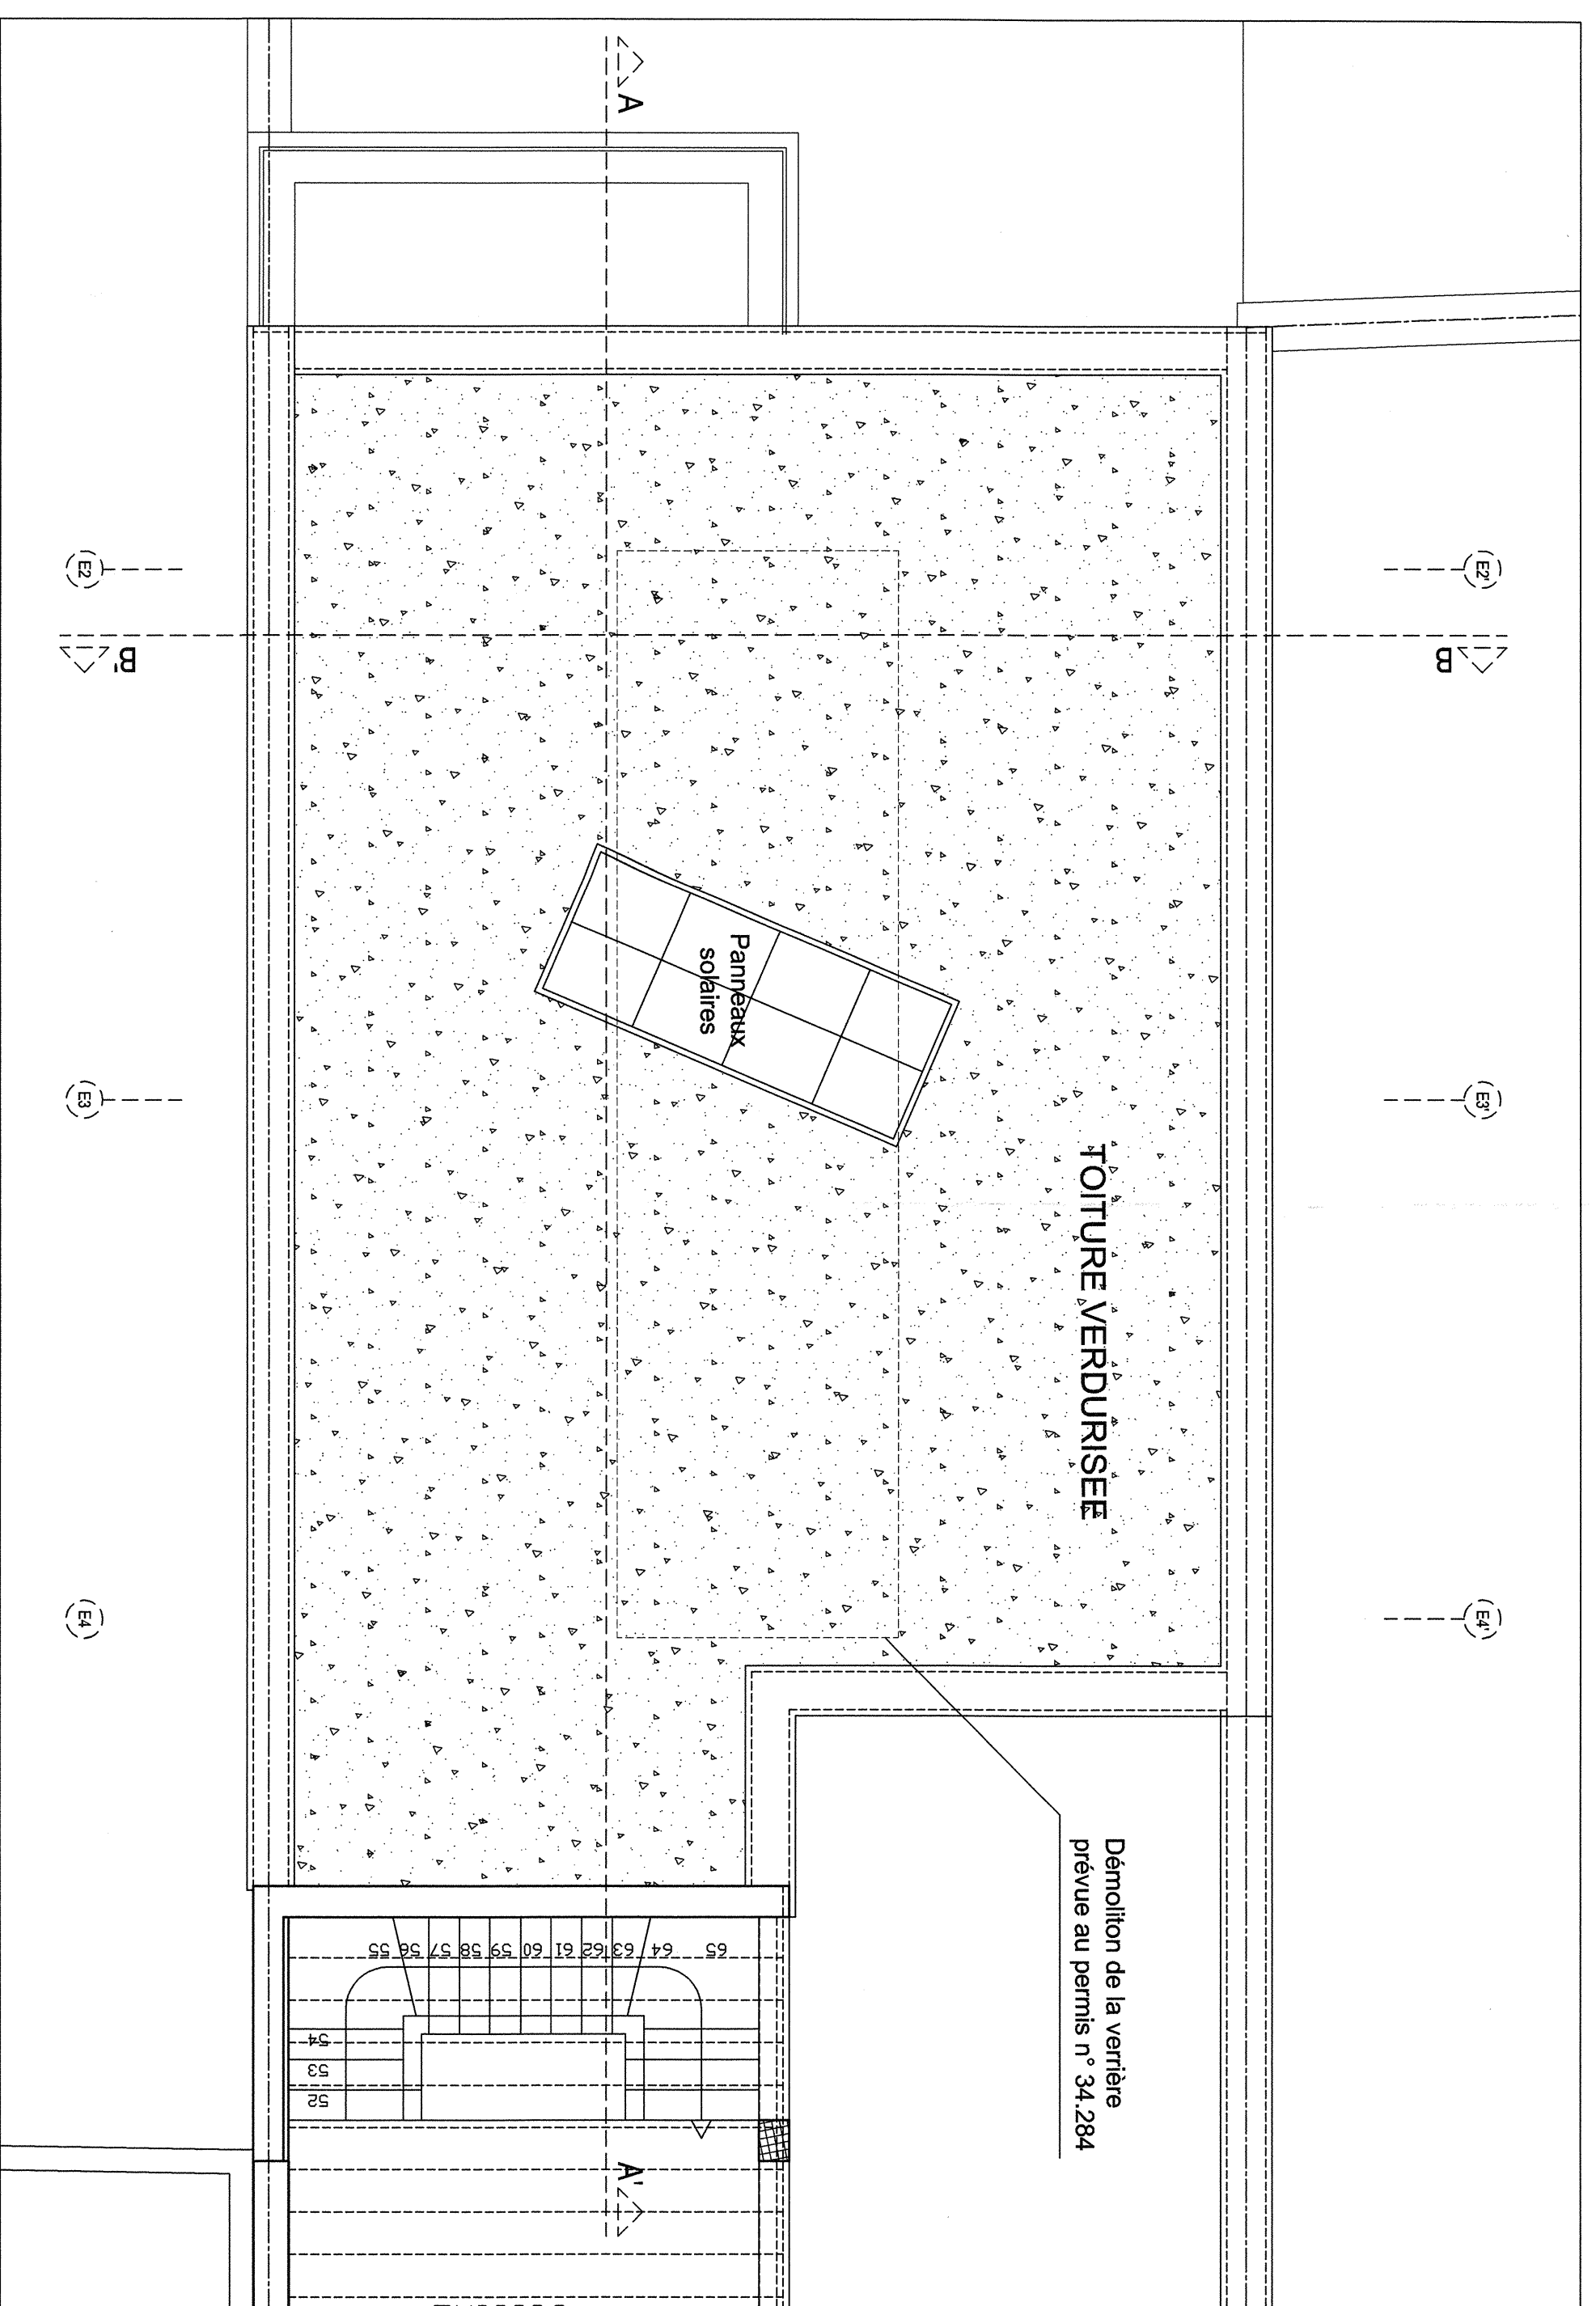 A
E2
E2'
B'
B
Panneaux
solaires
E3
E3'
TOITURE VERDURISEE
E4
E4'
Démoliton de la verrière
prévue au permis n° 34.284
55 56 57 58 59 60 61 62 63 64 65
54
53
52
A'